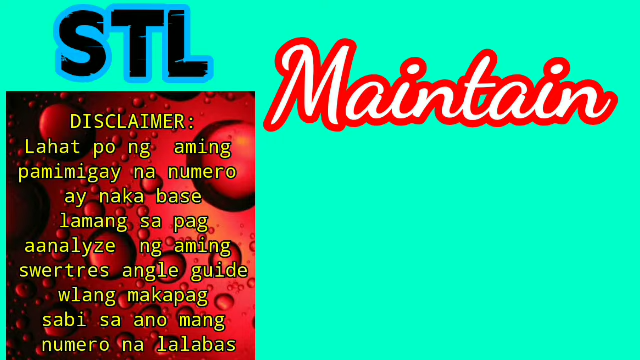 STL
Maintain
DISCLAIMER:
Lahat po ng aming
pamimigay na numero
ay naka base
lamang sa pag
aanalyze ng aming
swertres angle guide
wlang makapag
sabi sa ano mang
numero na lalabas